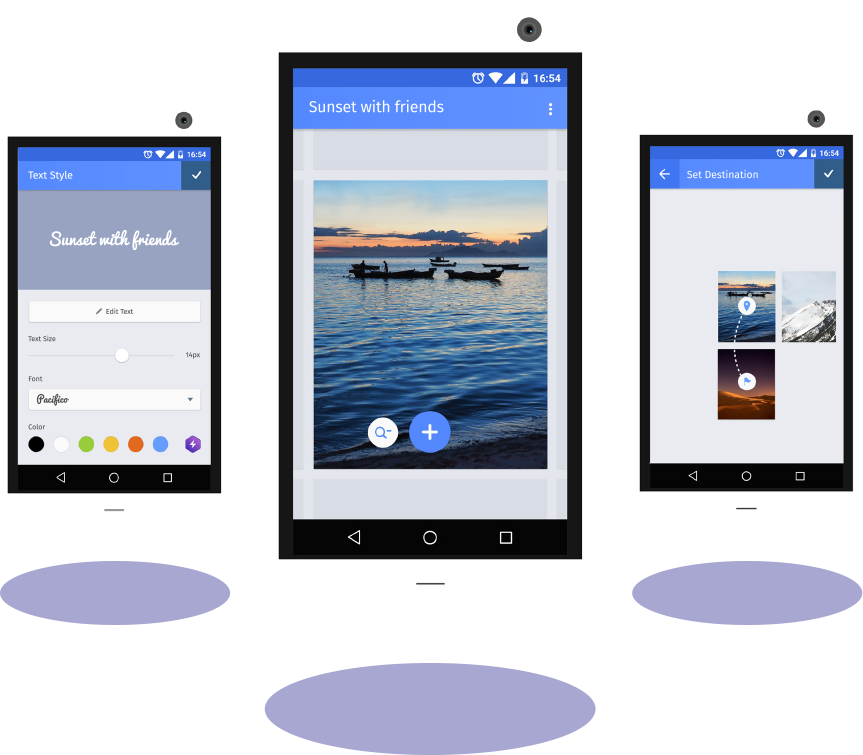 16:54
Text Style
Sunset with friends
Edit Text
Text Size
14px
Font
Pacifico
Color
16:54
Sunset with friends
16:54
Set Destination